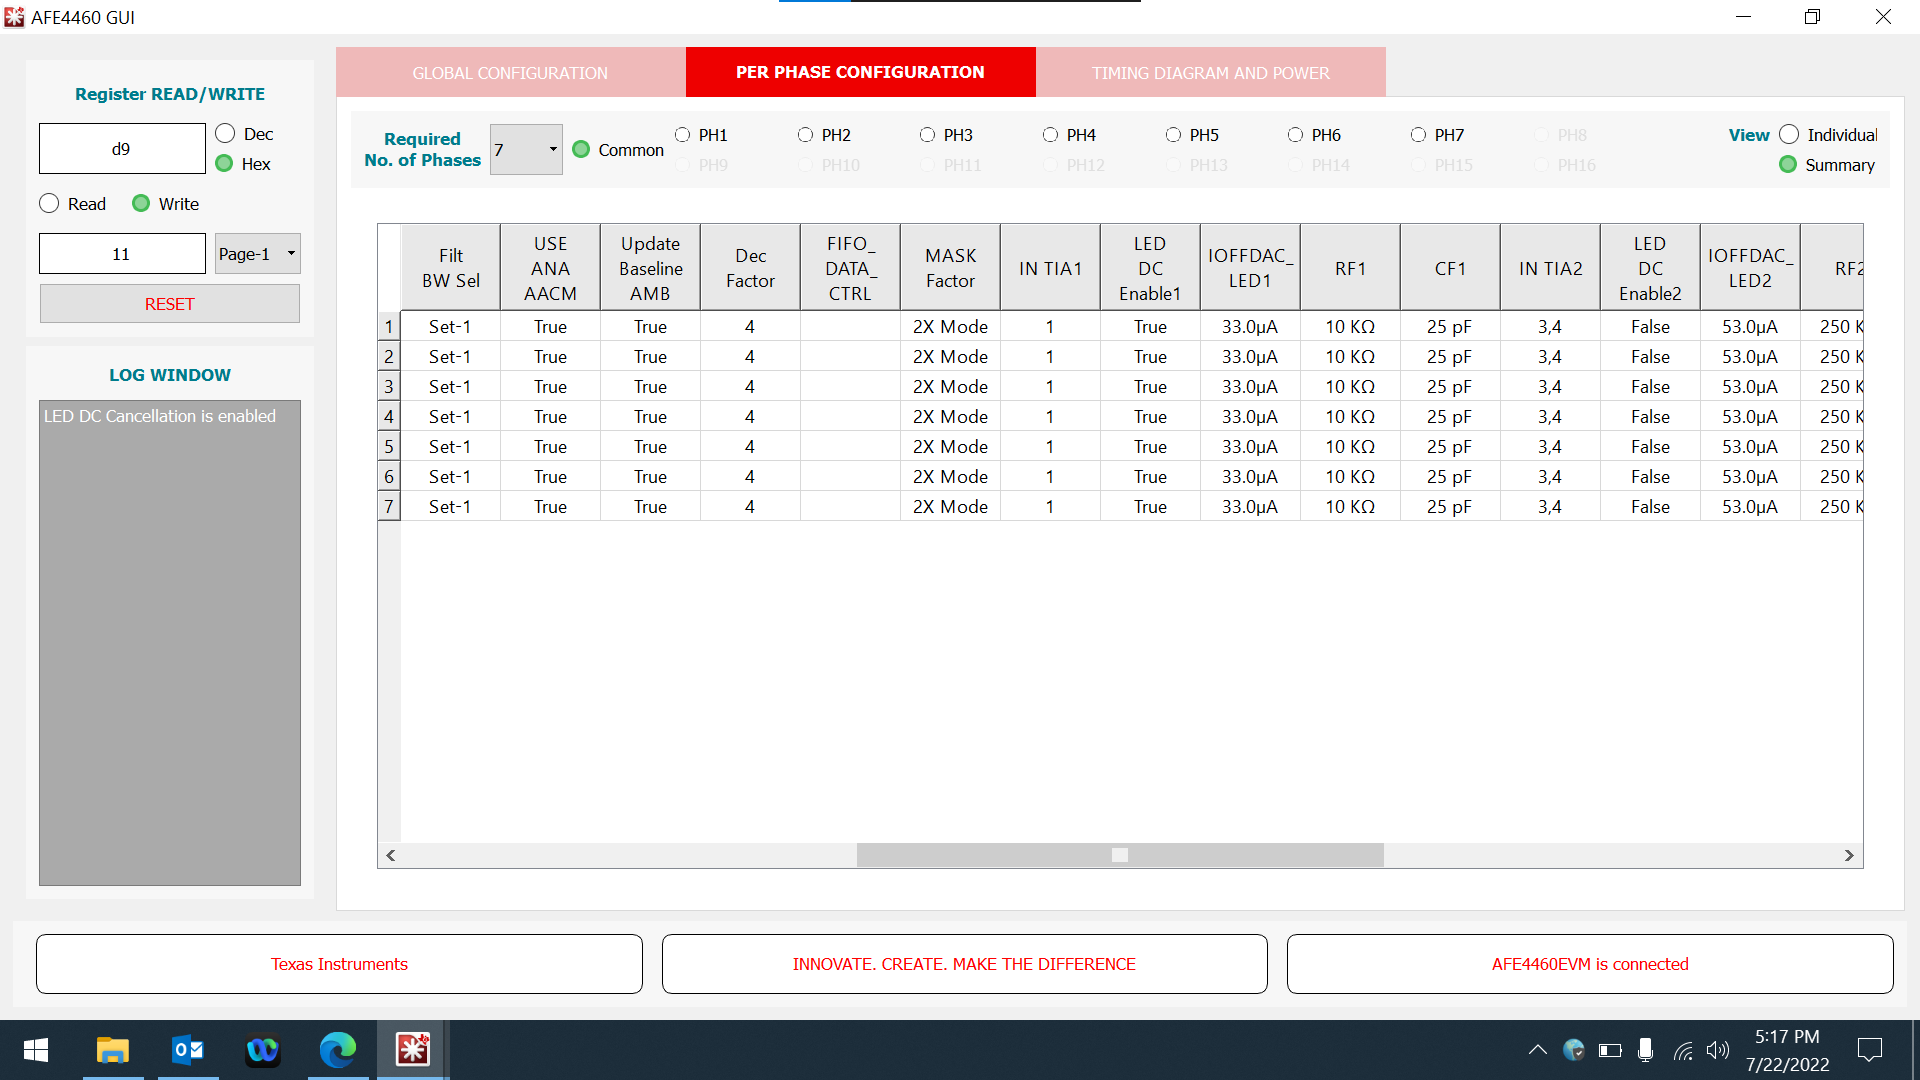 AFE4460 GUI
Register READ/WRITE
d9
Dec
Hex
Read
Write
11
Page-1
RESET
LOG WINDOW
LED DC Cancellation is enabled
GLOBAL CONFIGURATION
PER PHASE CONFIGURATION
TIMING DIAGRAM AND POWER
Required
No. of Phases
7
Common
PH1 PH2 PH3 PH4 PH5 PH6 PH7 PH8
PH9 PH10 PH11 PH12 PH13 PH14 PH15 PH16
View
Individual
Summary
Filt BW Sel
USE ANA AACM
Update Baseline AMB
Dec Factor
FIFO_DATA_CTRL
MASK Factor
IN TIA1
LED DC Enable1
IOFFDAC_LED1
RF1
CF1
IN TIA2
LED DC Enable2
IOFFDAC_LED2
RF2
1 Set-1 True True 4 2X Mode 1 True 33.0µA 10 KΩ 25 pF 3,4 False 53.0µA 250 K
2 Set-1 True True 4 2X Mode 1 True 33.0µA 10 KΩ 25 pF 3,4 False 53.0µA 250 K
3 Set-1 True True 4 2X Mode 1 True 33.0µA 10 KΩ 25 pF 3,4 False 53.0µA 250 K
4 Set-1 True True 4 2X Mode 1 True 33.0µA 10 KΩ 25 pF 3,4 False 53.0µA 250 K
5 Set-1 True True 4 2X Mode 1 True 33.0µA 10 KΩ 25 pF 3,4 False 53.0µA 250 K
6 Set-1 True True 4 2X Mode 1 True 33.0µA 10 KΩ 25 pF 3,4 False 53.0µA 250 K
7 Set-1 True True 4 2X Mode 1 True 33.0µA 10 KΩ 25 pF 3,4 False 53.0µA 250 K
Texas Instruments
INNOVATE. CREATE. MAKE THE DIFFERENCE
AFE4460EVM is connected
5:17 PM
7/22/2022